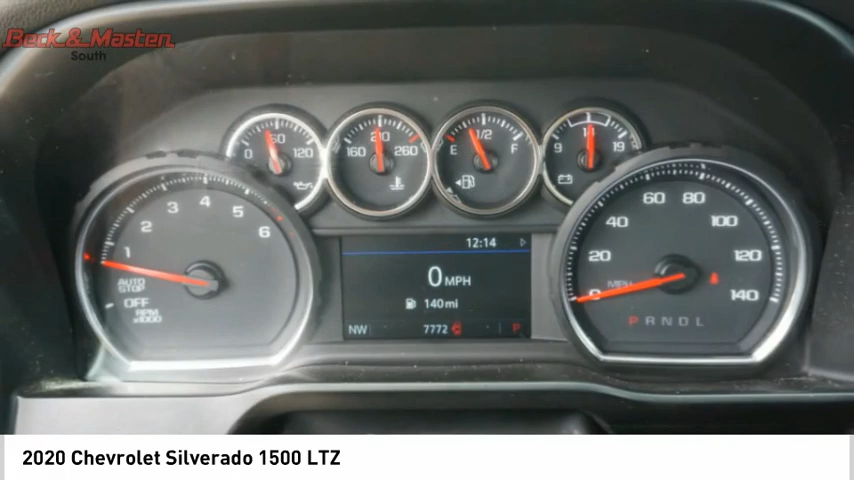 Beck & Masten
South
0 60 120
160 210 260
E 1/2 F
9 14 19
1 2 3 4 5 6
AUTO STOP
OFF
RPM
x1000
12:14
0 MPH
140 mi
NW 7772 P
0 20 40 60 80 100 120 140
MPH
P R N D L
2020 Chevrolet Silverado 1500 LTZ